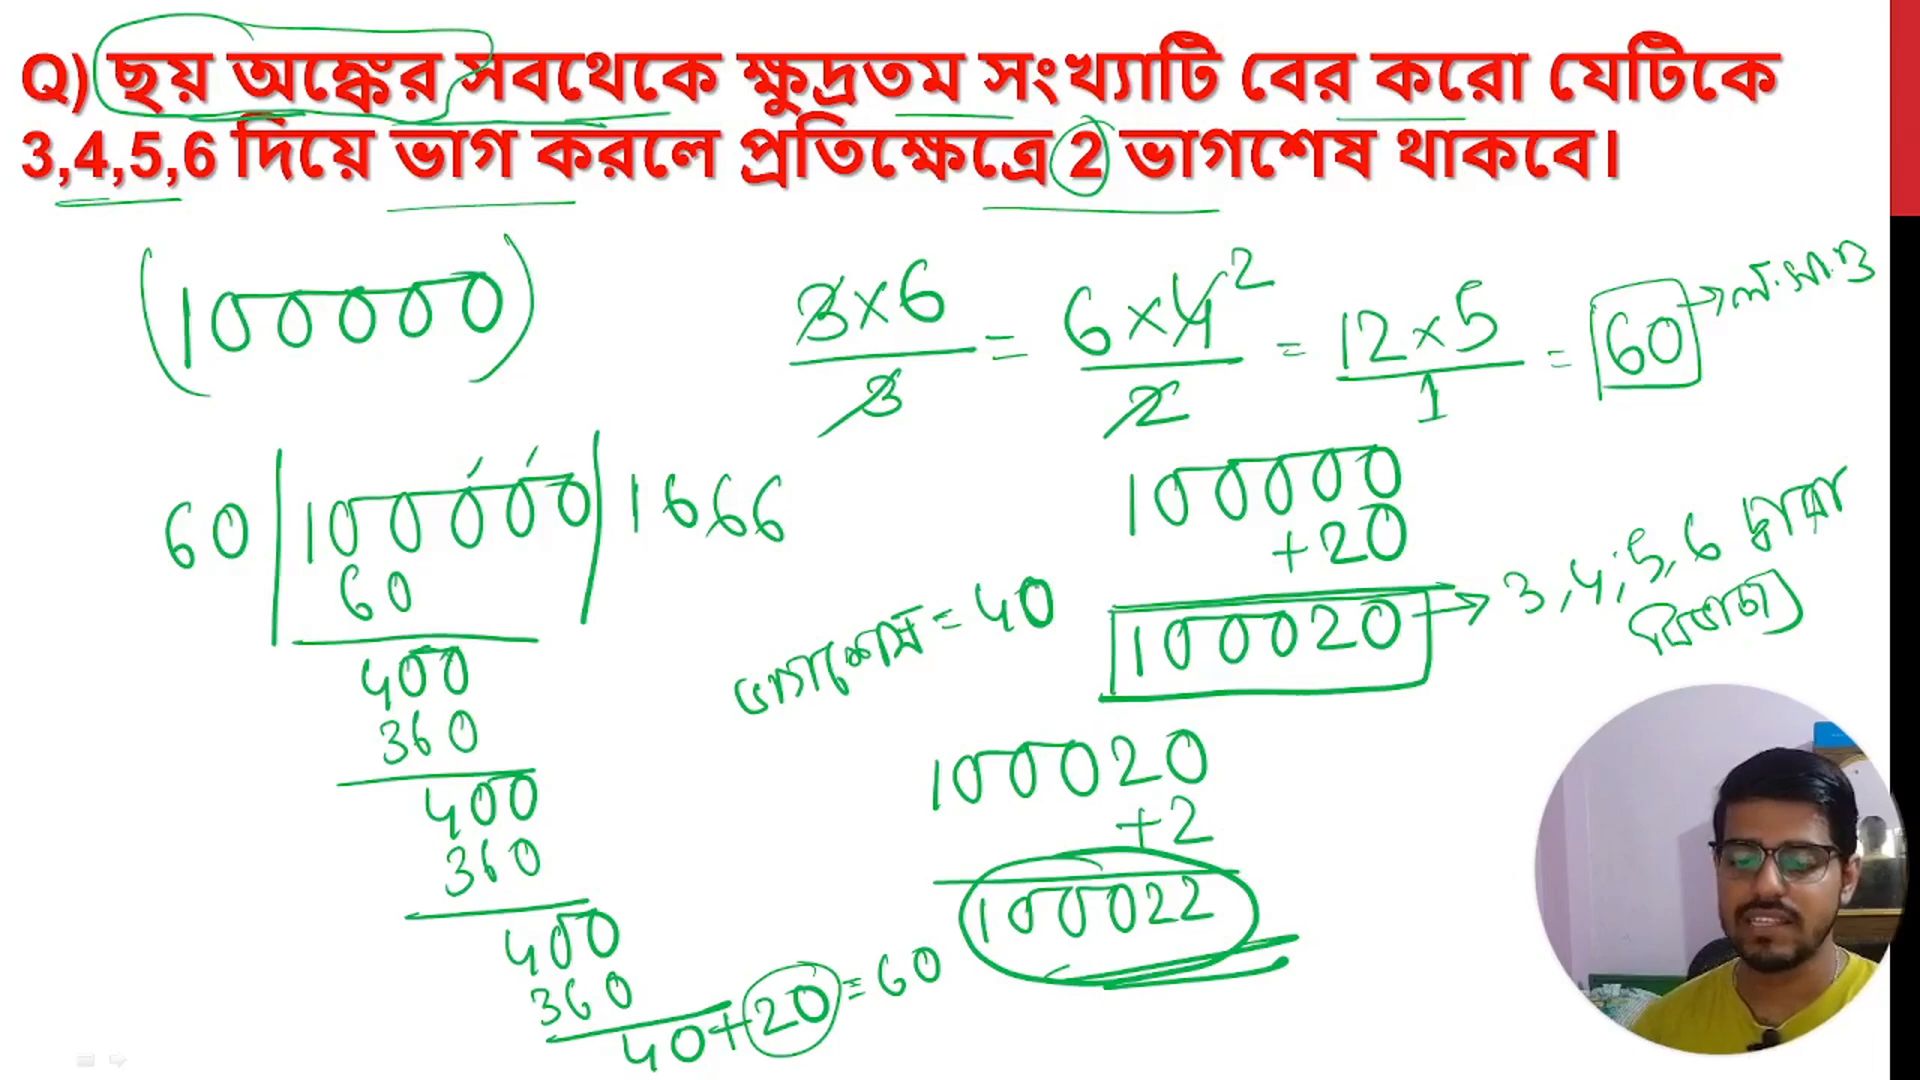 Q) ছয় অঙ্কের সবথেকে ক্ষুদ্রতম সংখ্যাটি বের করো যেটিকে
3,4,5,6 দিয়ে ভাগ করলে প্রতিক্ষেত্রে 2 ভাগশেষ থাকবে।
(100000)
3×6/3 = 6×4 2/2 = 12×5/1 = 60 → ল.সা.গু
60 | 100000 | 1666
60
400
360
400
360
400
360
40+20=60
ভাগশেষ = 40
100000
+20
100020 → 3,4,5,6 দ্বারা
বিভাজ্য
100020
+2
100022